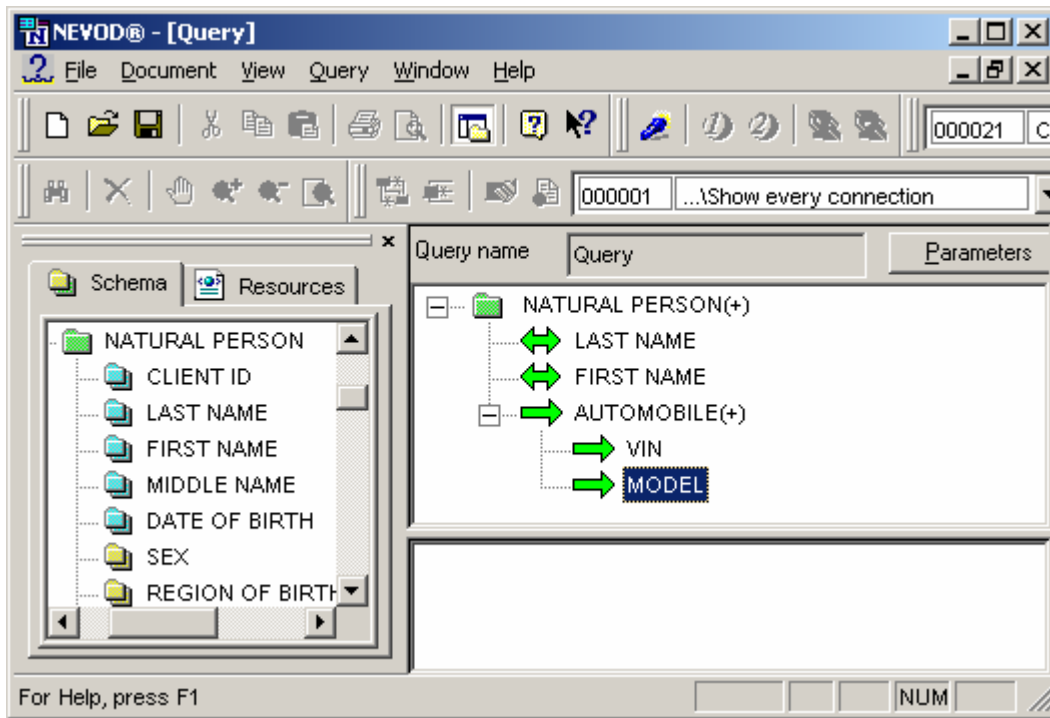 NEVOD® - [Query]
File Document View Query Window Help
000021 C
000001 ...\Show every connection
Query name Query Parameters
Schema Resources
NATURAL PERSON
CLIENT ID
LAST NAME
FIRST NAME
MIDDLE NAME
DATE OF BIRTH
SEX
REGION OF BIRTH
NATURAL PERSON(+)
LAST NAME
FIRST NAME
AUTOMOBILE(+)
VIN
MODEL
For Help, press F1 NUM